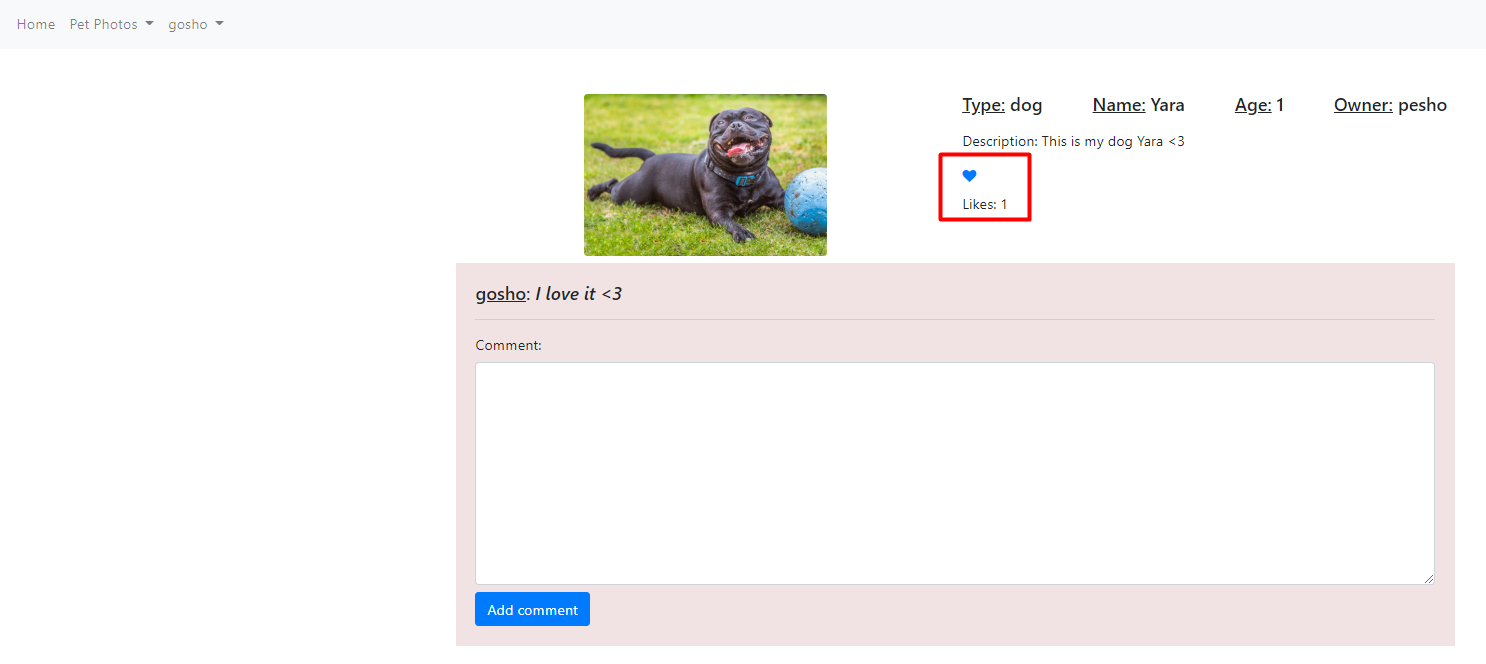 Home Pet Photos gosho
Type: dog Name: Yara Age: 1 Owner: pesho
Description: This is my dog Yara <3
Likes: 1
gosho: I love it <3
Comment:
Add comment